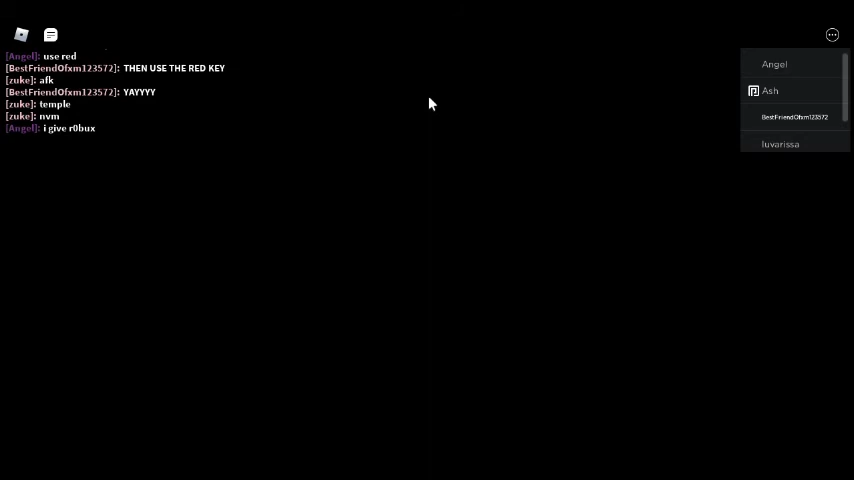 [Angel]: use red
[BestFriendOfxm123572]: THEN USE THE RED KEY
[zuke]: afk
[BestFriendOfxm123572]: YAYYYY
[zuke]: temple
[zuke]: nvm
[Angel]: i give r0bux
Angel
Ash
BestFriendOfxm123572
luvarissa